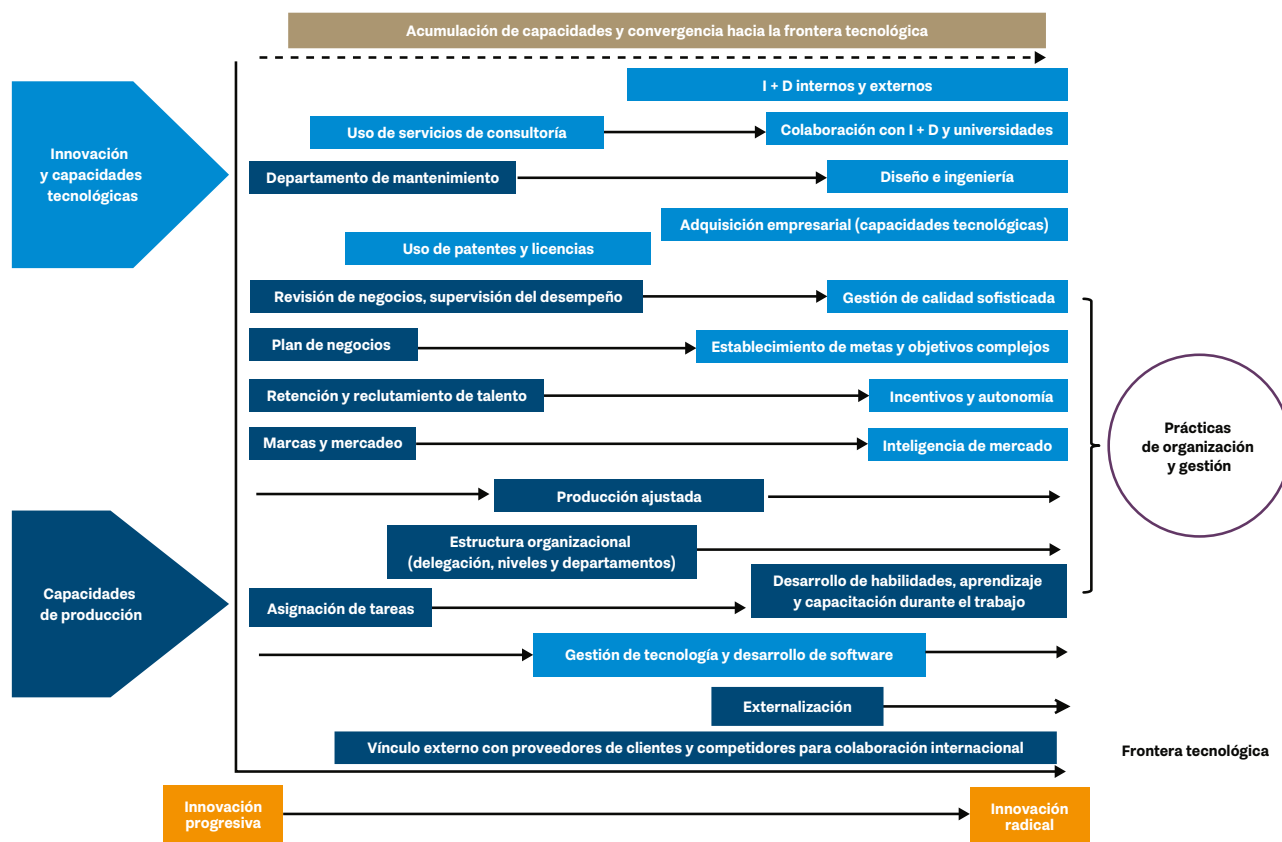 Acumulación de capacidades y convergencia hacia la frontera tecnológica
I + D internos y externos
Uso de servicios de consultoría
Colaboración con I + D y universidades
Innovación
y capacidades
tecnológicas
Departamento de mantenimiento
Diseño e ingeniería
Adquisición empresarial (capacidades tecnológicas)
Uso de patentes y licencias
Revisión de negocios, supervisión del desempeño
Gestión de calidad sofisticada
Plan de negocios
Establecimiento de metas y objetivos complejos
Retención y reclutamiento de talento
Incentivos y autonomía
Marcas y mercadeo
Inteligencia de mercado
Prácticas
de organización
y gestión
Producción ajustada
Estructura organizacional
(delegación, niveles y departamentos)
Capacidades
de producción
Asignación de tareas
Desarrollo de habilidades, aprendizaje
y capacitación durante el trabajo
Gestión de tecnología y desarrollo de software
Externalización
Vínculo externo con proveedores de clientes y competidores para colaboración internacional
Frontera tecnológica
Innovación
progresiva
Innovación
radical